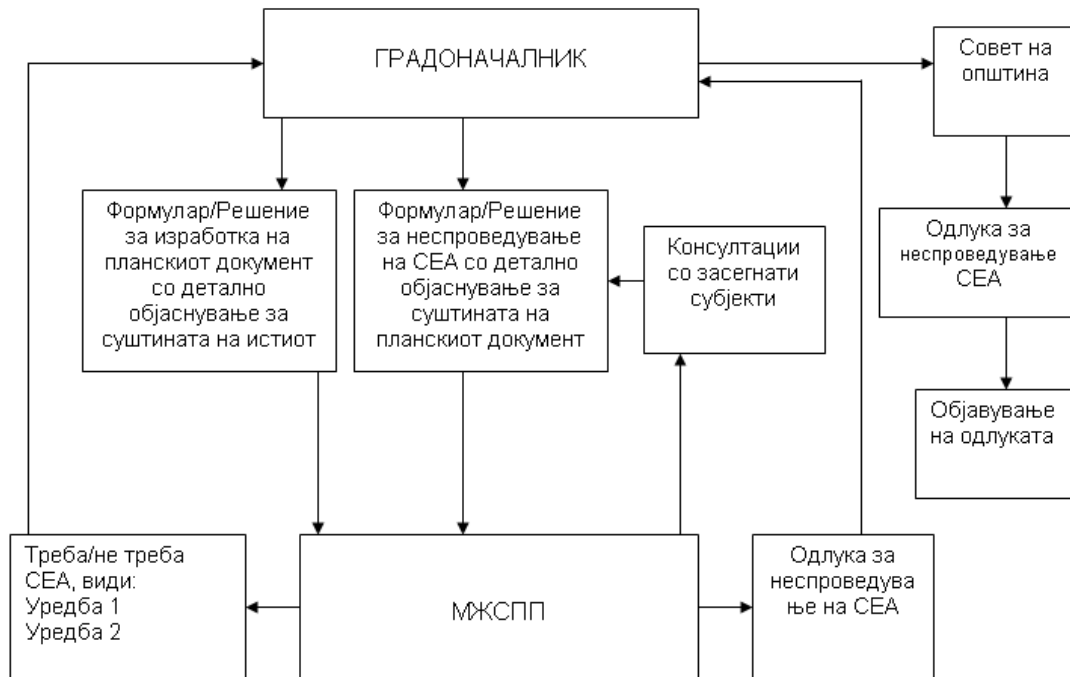 ГРАДОНАЧАЛНИК
Совет на
општина
Формулар/Решение
за изработка на
планскиот документ
со детално
објаснување за
суштината на истиот
Формулар/Решение
за неспроведување
на СЕА со детално
објаснување за
суштината на
планскиот документ
Консултации
со засегнати
субјекти
Одлука за
неспроведување
СЕА
Објавување
на одлуката
Треба/не треба
СЕА, види:
Уредба 1
Уредба 2
МЖСПП
Одлука за
неспроведува
ње на СЕА